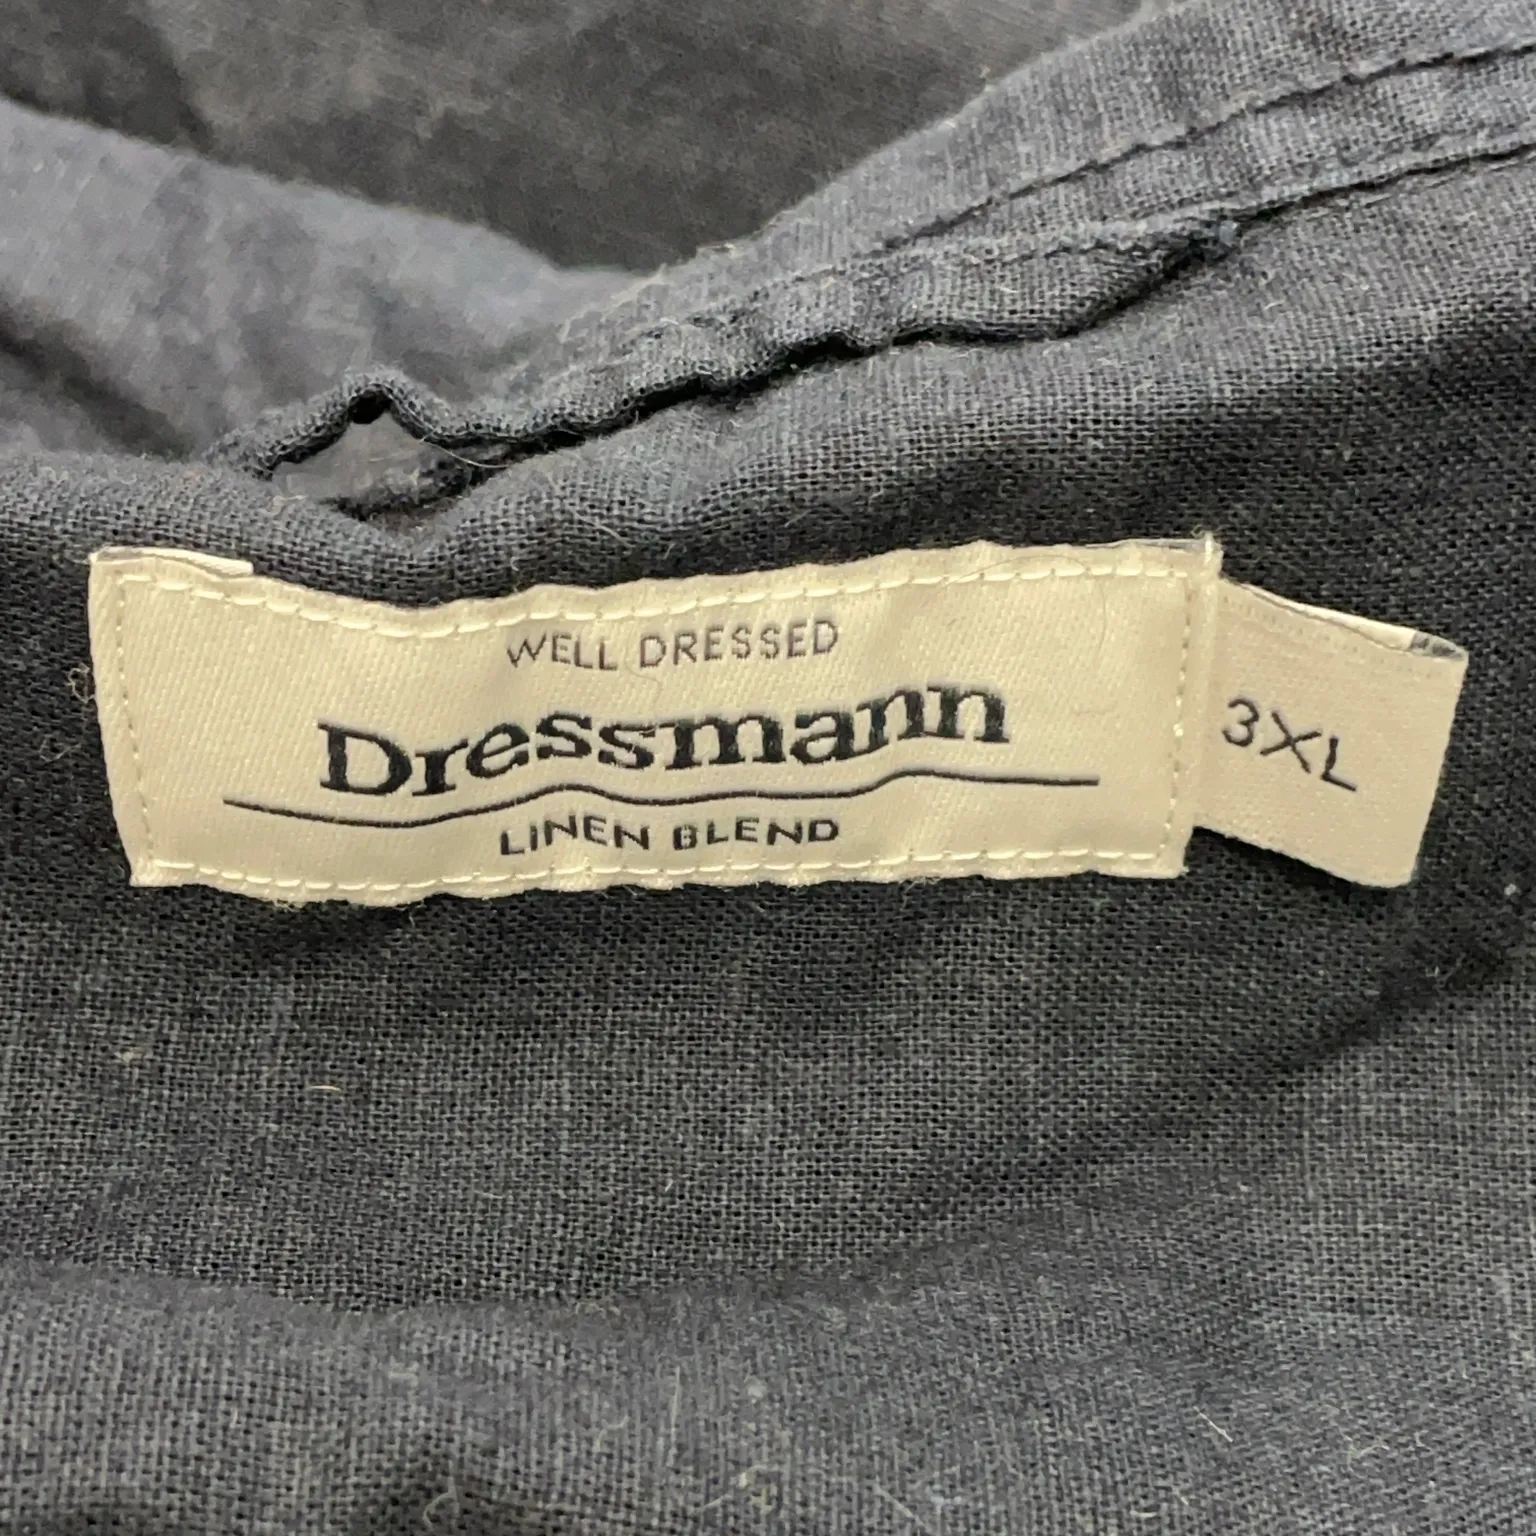 WELL DRESSED
Dressmann
LINEN BLEND
3XL